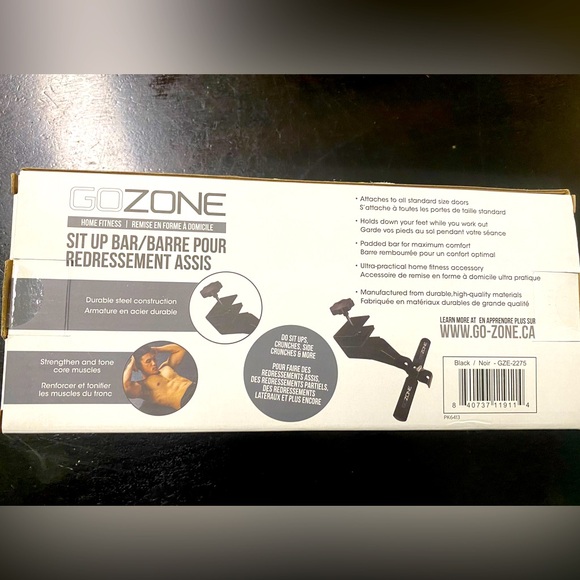 GOZONE
HOME FITNESS | REMISE EN FORME À DOMICILE
SIT UP BAR/BARRE POUR
REDRESSEMENT ASSIS
Durable steel construction
Armature en acier durable
Strengthen and tone
core muscles
Renforcer et tonifier
les muscles du tronc
DO SIT UPS,
CRUNCHES, SIDE
CRUNCHES & MORE
POUR FAIRE DES
REDRESSEMENTS ASSIS,
DES REDRESSEMENTS PARTIELS,
DES REDRESSEMENTS
LATERAUX ET PLUS ENCORE
• Attaches to all standard size doors
S'attache à toutes les portes de taille standard
• Holds down your feet while you work out
Garde vos pieds au sol pendant votre séance
• Padded bar for maximum comfort
Barre rembourrée pour un confort optimal
• Ultra-practical home fitness accessory
Accessoire de remise en forme à domicile ultra pratique
• Manufactured from durable,high-quality materials
Fabriquée en matériaux durables de grande qualité
LEARN MORE AT EN APPRENDRE PLUS SUR
WWW.GO-ZONE.CA
ZONE
Black / Noir - GZE-2275
8 40737 11911 4
PK6413